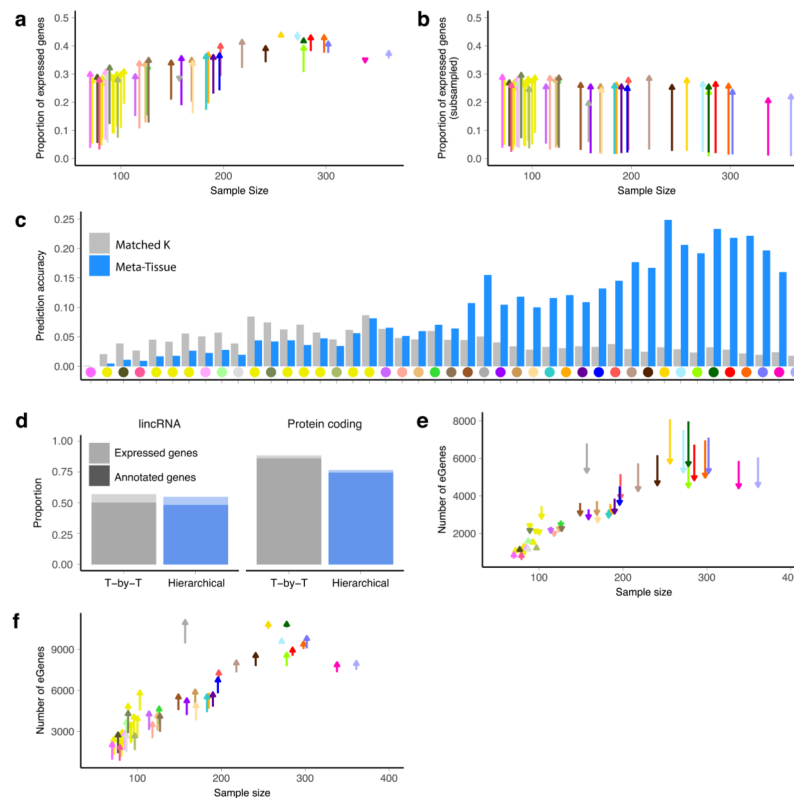 a
Proportion of expressed genes
0.5
0.4
0.3
0.2
0.1
0.0
100
200
300
Sample Size
b
Proportion of expressed genes
(subsampled)
0.5
0.4
0.3
0.2
0.1
0.0
100
200
300
Sample Size
c
Prediction accuracy
0.25
0.20
0.15
0.10
0.05
0.00
Matched K
Meta-Tissue
d
lincRNA
Protein coding
Proportion
1.00
0.75
0.50
0.25
0.00
Expressed genes
Annotated genes
T-by-T
Hierarchical
T-by-T
Hierarchical
e
Number of eGenes
8000
6000
4000
2000
100
200
300
400
Sample size
f
Number of eGenes
9000
6000
3000
100
200
300
400
Sample size